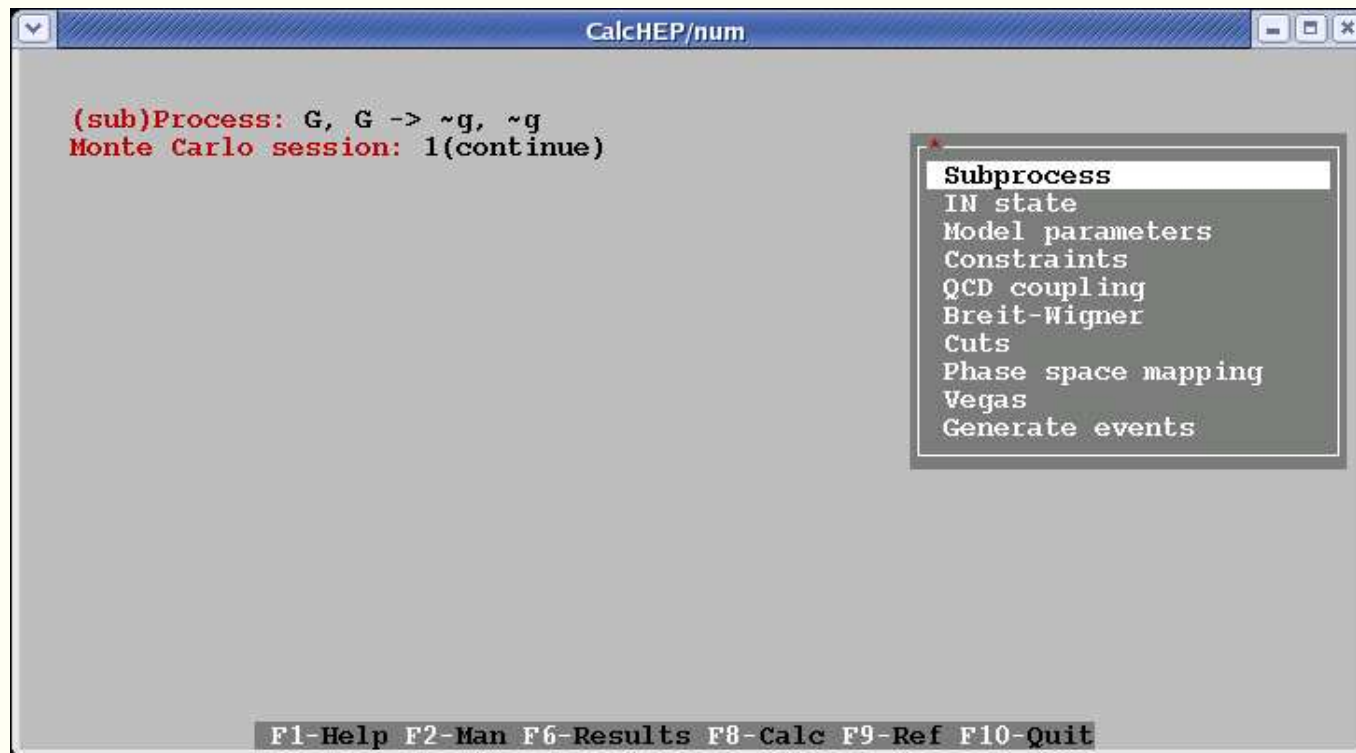 CalcHEP/num
(sub)Process: G, G -> ~g, ~g
Monte Carlo session: 1(continue)
*
Subprocess
IN state
Model parameters
Constraints
QCD coupling
Breit-Wigner
Cuts
Phase space mapping
Vegas
Generate events
F1-Help F2-Man F6-Results F8-Calc F9-Ref F10-Quit